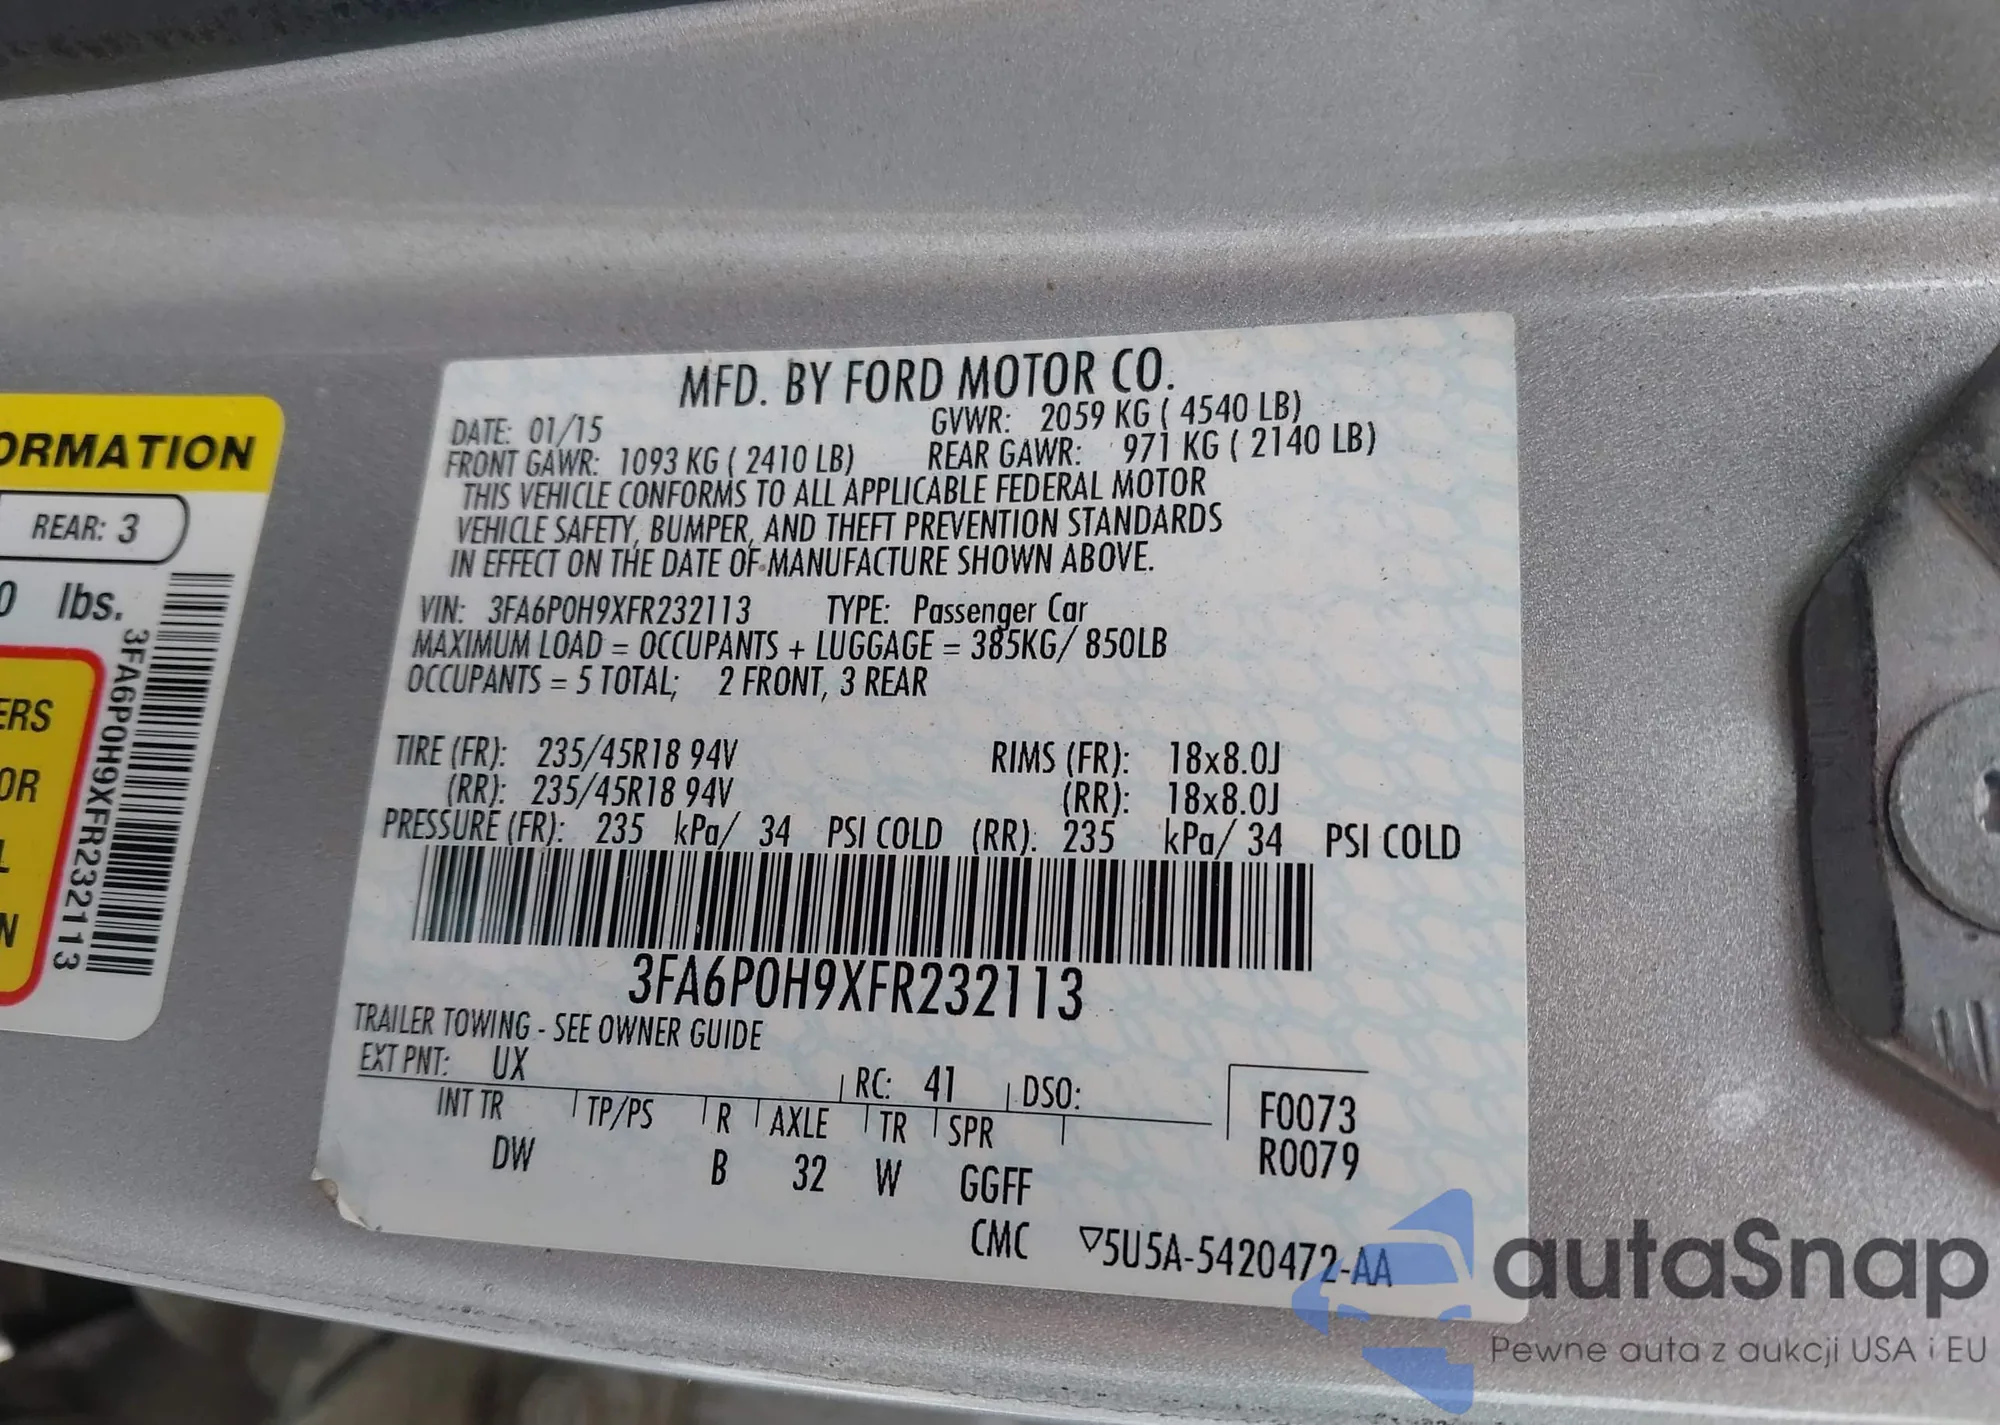 ORMATION
REAR: 3
0 lbs.
3FA6P0H9XFR232113
ERS
OR
L
N
MFD. BY FORD MOTOR CO.
DATE: 01/15 GVWR: 2059 KG ( 4540 LB)
FRONT GAWR: 1093 KG ( 2410 LB) REAR GAWR: 971 KG ( 2140 LB)
THIS VEHICLE CONFORMS TO ALL APPLICABLE FEDERAL MOTOR
VEHICLE SAFETY, BUMPER, AND THEFT PREVENTION STANDARDS
IN EFFECT ON THE DATE OF MANUFACTURE SHOWN ABOVE.
VIN: 3FA6P0H9XFR232113 TYPE: Passenger Car
MAXIMUM LOAD = OCCUPANTS + LUGGAGE = 385KG/ 850LB
OCCUPANTS = 5 TOTAL; 2 FRONT, 3 REAR
TIRE (FR): 235/45R18 94V RIMS (FR): 18x8.0J
(RR): 235/45R18 94V (RR): 18x8.0J
PRESSURE (FR): 235 kPa/ 34 PSI COLD (RR): 235 kPa/ 34 PSI COLD
3FA6P0H9XFR232113
TRAILER TOWING - SEE OWNER GUIDE
EXT PNT: UX RC: 41 DSO:
INT TR TP/PS R AXLE TR SPR F0073
DW B 32 W GGFF R0079
CMC ▽5U5A-5420472-AA
autaSnap
Pewne auta z aukcji USA i EU